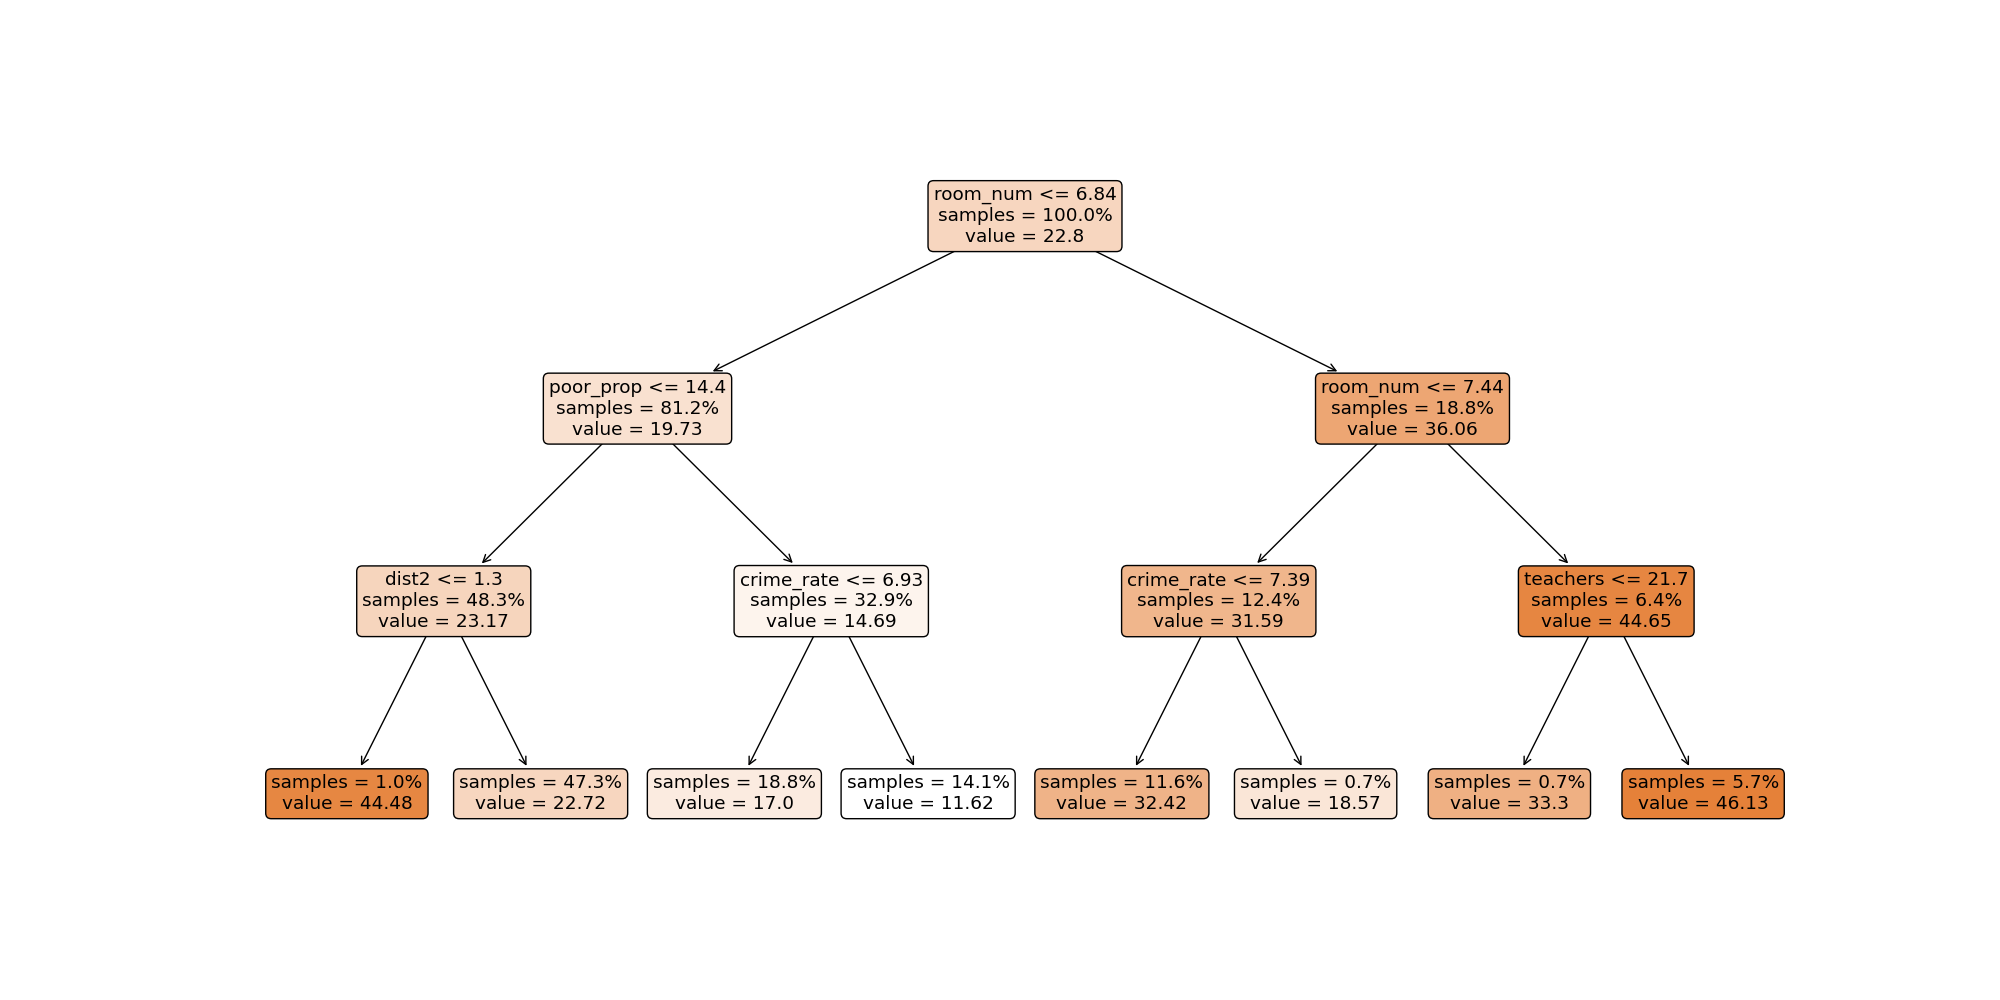 room_num <= 6.84
samples = 100.0%
value = 22.8
poor_prop <= 14.4
samples = 81.2%
value = 19.73
room_num <= 7.44
samples = 18.8%
value = 36.06
dist2 <= 1.3
samples = 48.3%
value = 23.17
crime_rate <= 6.93
samples = 32.9%
value = 14.69
crime_rate <= 7.39
samples = 12.4%
value = 31.59
teachers <= 21.7
samples = 6.4%
value = 44.65
samples = 1.0%
value = 44.48
samples = 47.3%
value = 22.72
samples = 18.8%
value = 17.0
samples = 14.1%
value = 11.62
samples = 11.6%
value = 32.42
samples = 0.7%
value = 18.57
samples = 0.7%
value = 33.3
samples = 5.7%
value = 46.13